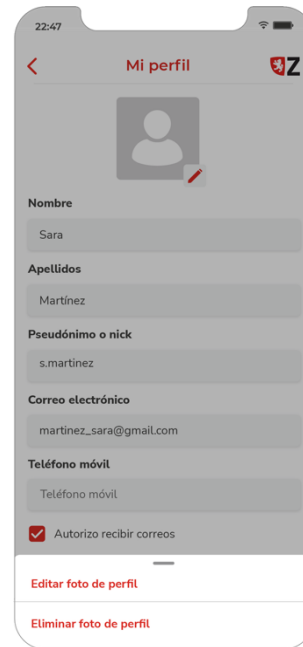 22:47
Mi perfil
Z
Nombre
Sara
Apellidos
Martínez
Pseudónimo o nick
s.martinez
Correo electrónico
martinez_sara@gmail.com
Teléfono móvil
Teléfono móvil
Autorizo recibir correos
Editar foto de perfil
Eliminar foto de perfil